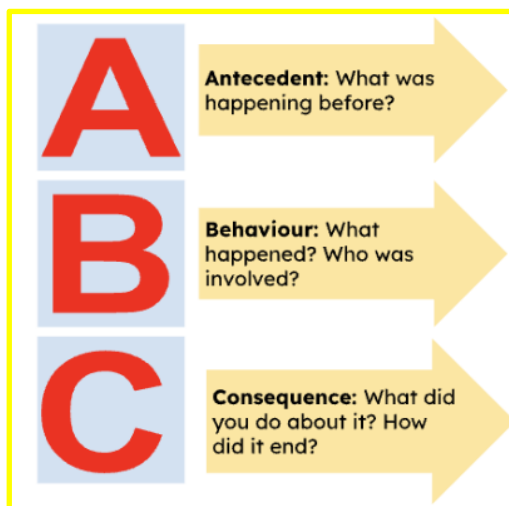 A
Antecedent: What was
happening before?
B
Behaviour: What
happened? Who was
involved?
C
Consequence: What did
you do about it? How
did it end?